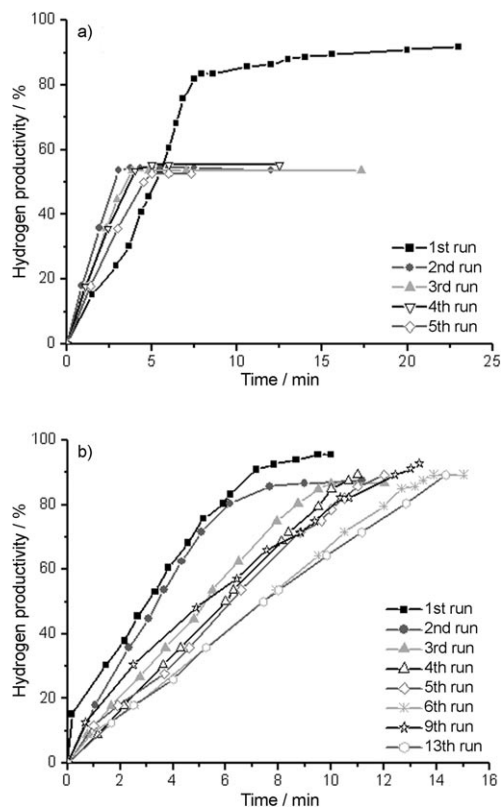 a)
100
80
60
40
20
0
Hydrogen productivity / %
1st run
2nd run
3rd run
4th run
5th run
0 5 10 15 20 25
Time / min
b)
100
80
60
40
20
0
Hydrogen productivity / %
1st run
2nd run
3rd run
4th run
5th run
6th run
9th run
13th run
0 2 4 6 8 10 12 14 16
Time / min